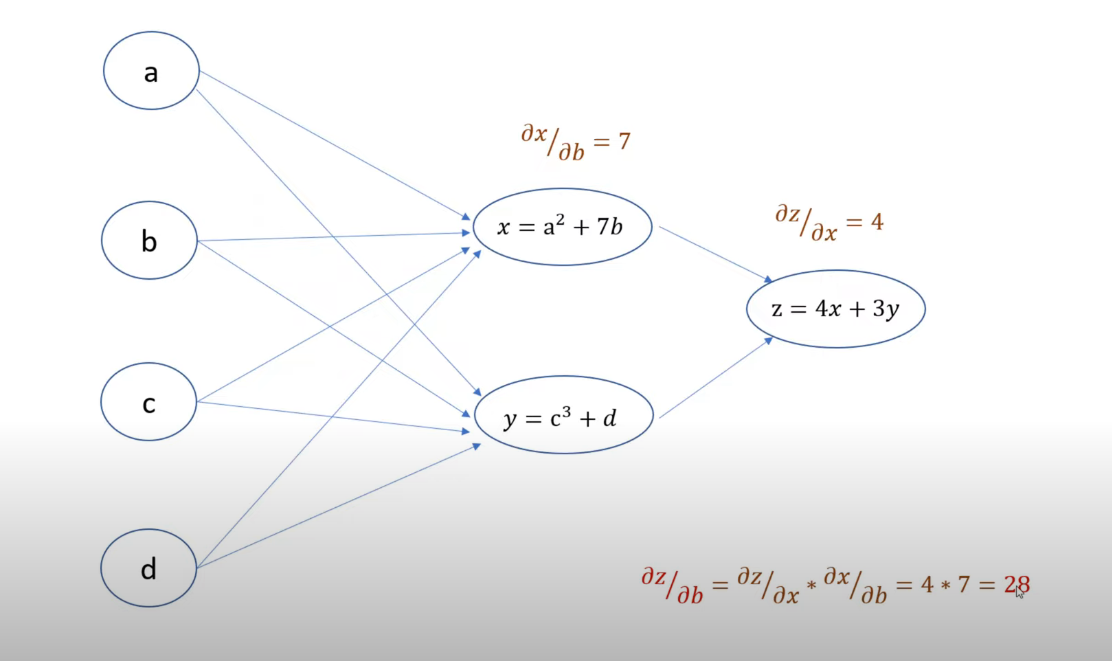 a
∂x/∂b = 7
b
x = a² + 7b
∂z/∂x = 4
z = 4x + 3y
c
y = c³ + d
d
∂z/∂b = ∂z/∂x * ∂x/∂b = 4 * 7 = 28